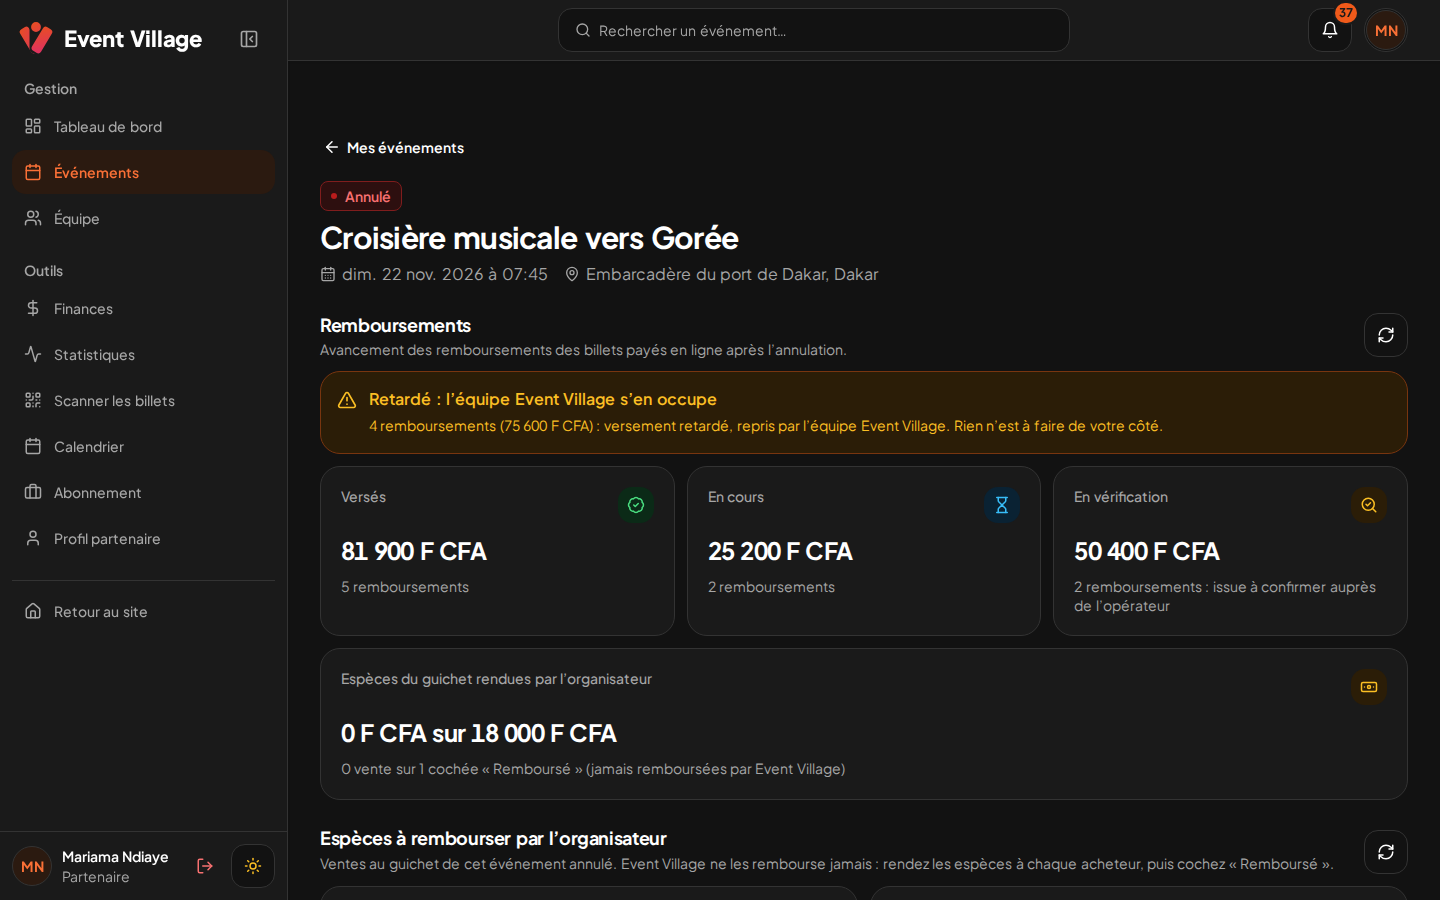 Event Village
Rechercher un événement...
37
MN
Gestion
Tableau de bord
Événements
Équipe
Outils
Finances
Statistiques
Scanner les billets
Calendrier
Abonnement
Profil partenaire
Retour au site
MN
Mariama Ndiaye
Partenaire
Mes événements
Annulé
Croisière musicale vers Gorée
dim. 22 nov. 2026 à 07:45
Embarcadère du port de Dakar, Dakar
Remboursements
Avancement des remboursements des billets payés en ligne après l’annulation.
Retardé : l’équipe Event Village s’en occupe
4 remboursements (75 600 F CFA) : versement retardé, repris par l’équipe Event Village. Rien n’est à faire de votre côté.
Versés
81 900 F CFA
5 remboursements
En cours
25 200 F CFA
2 remboursements
En vérification
50 400 F CFA
2 remboursements : issue à confirmer auprès
de l’opérateur
Espèces du guichet rendues par l’organisateur
0 F CFA sur 18 000 F CFA
0 vente sur 1 cochée « Remboursé » (jamais remboursées par Event Village)
Espèces à rembourser par l’organisateur
Ventes au guichet de cet événement annulé. Event Village ne les rembourse jamais : rendez les espèces à chaque acheteur, puis cochez « Remboursé ».